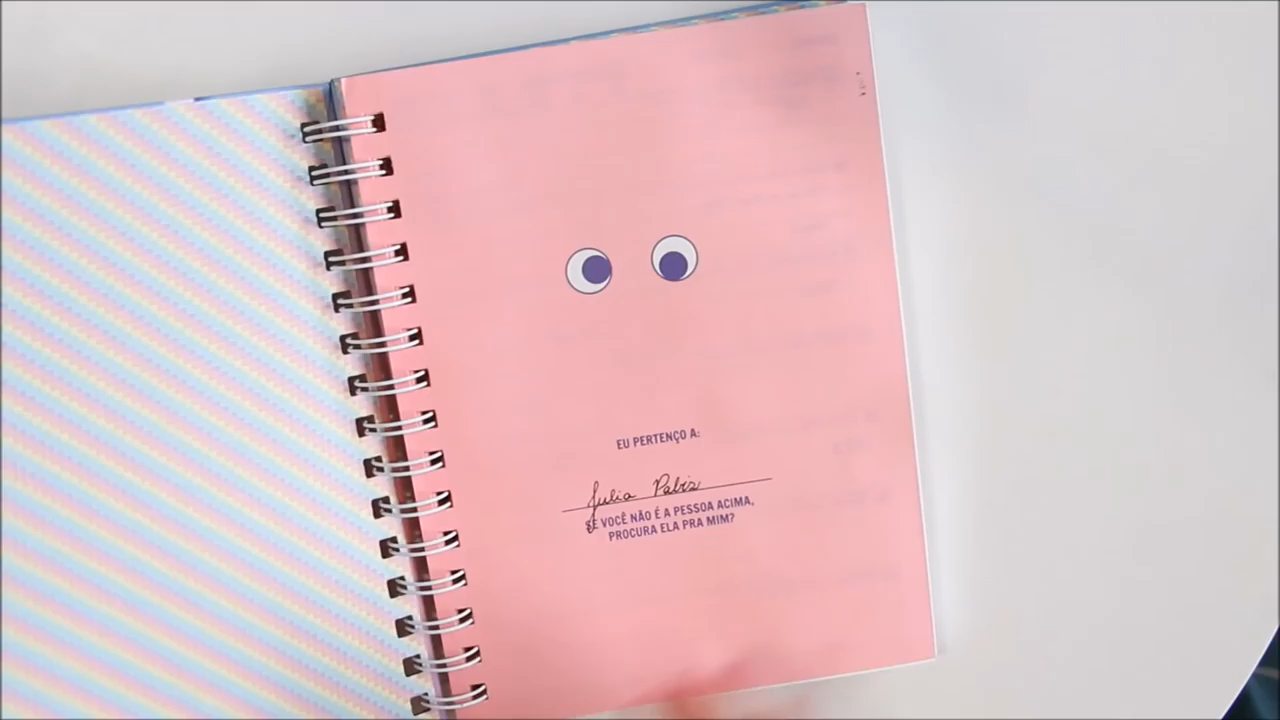 EU PERTENÇO A:
Julia Pabis
SE VOCÊ NÃO É A PESSOA ACIMA,
PROCURA ELA PRA MIM?